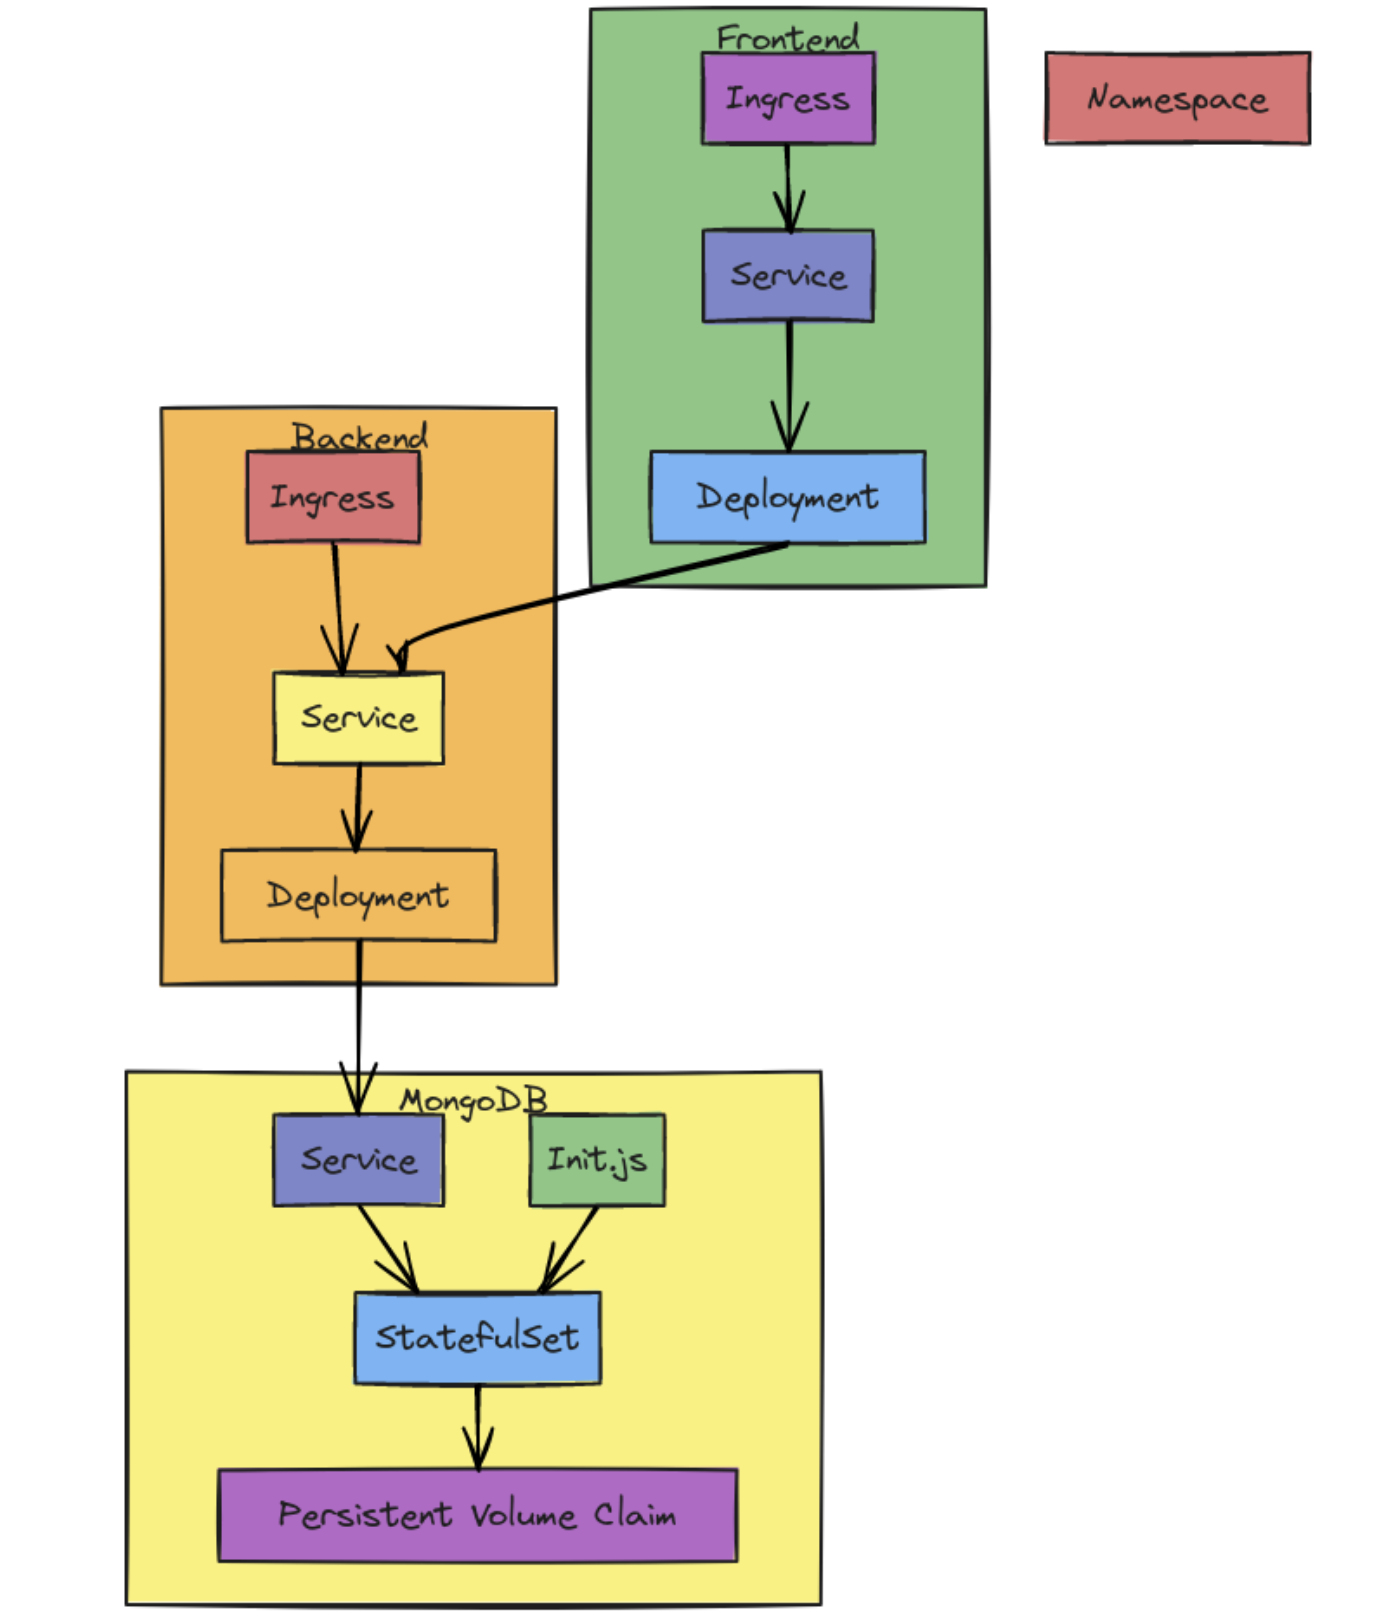 Frontend
Ingress
Namespace
Service
Deployment
Backend
Ingress
Service
Deployment
MongoDB
Service
Init.js
StatefulSet
Persistent Volume Claim